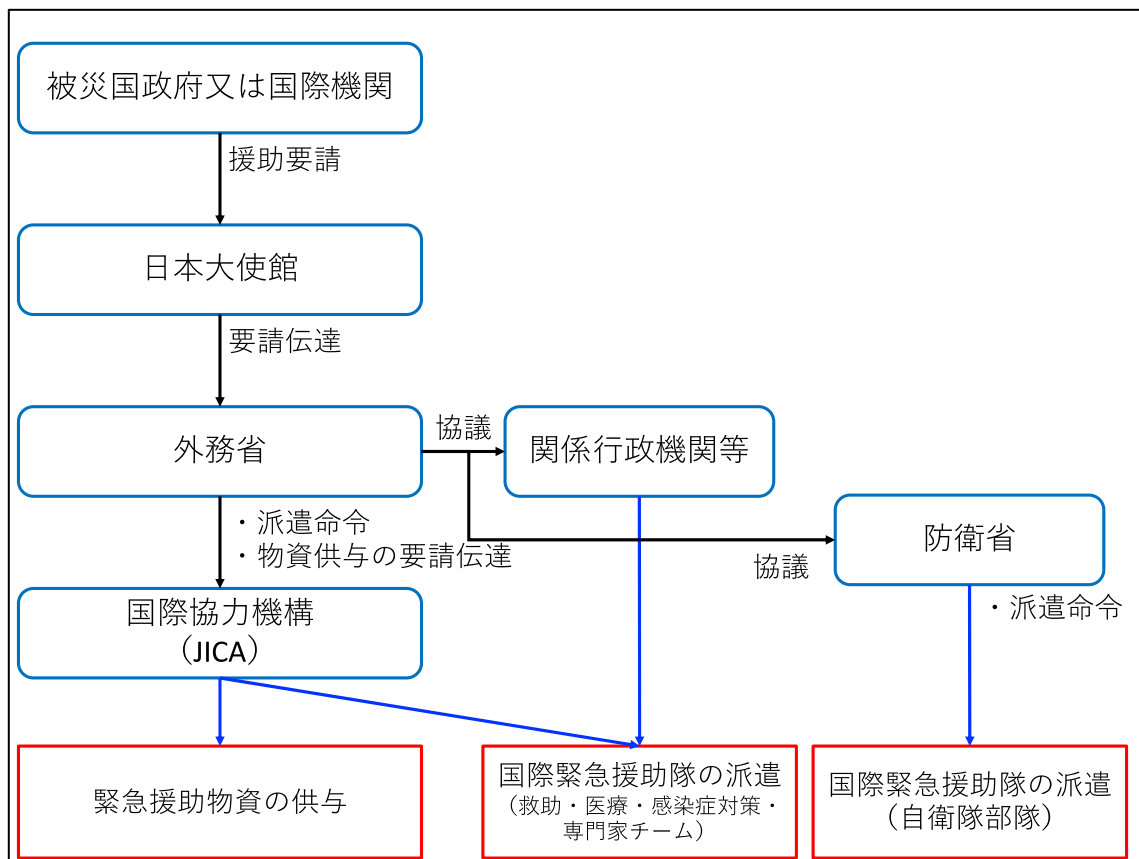 被災国政府又は国際機関
援助要請
日本大使館
要請伝達
外務省
協議
関係行政機関等
・派遣命令
・物資供与の要請伝達
防衛省
協議
国際協力機構
（JICA）
・派遣命令
緊急援助物資の供与
国際緊急援助隊の派遣
（救助・医療・感染症対策・
専門家チーム）
国際緊急援助隊の派遣
（自衛隊部隊）